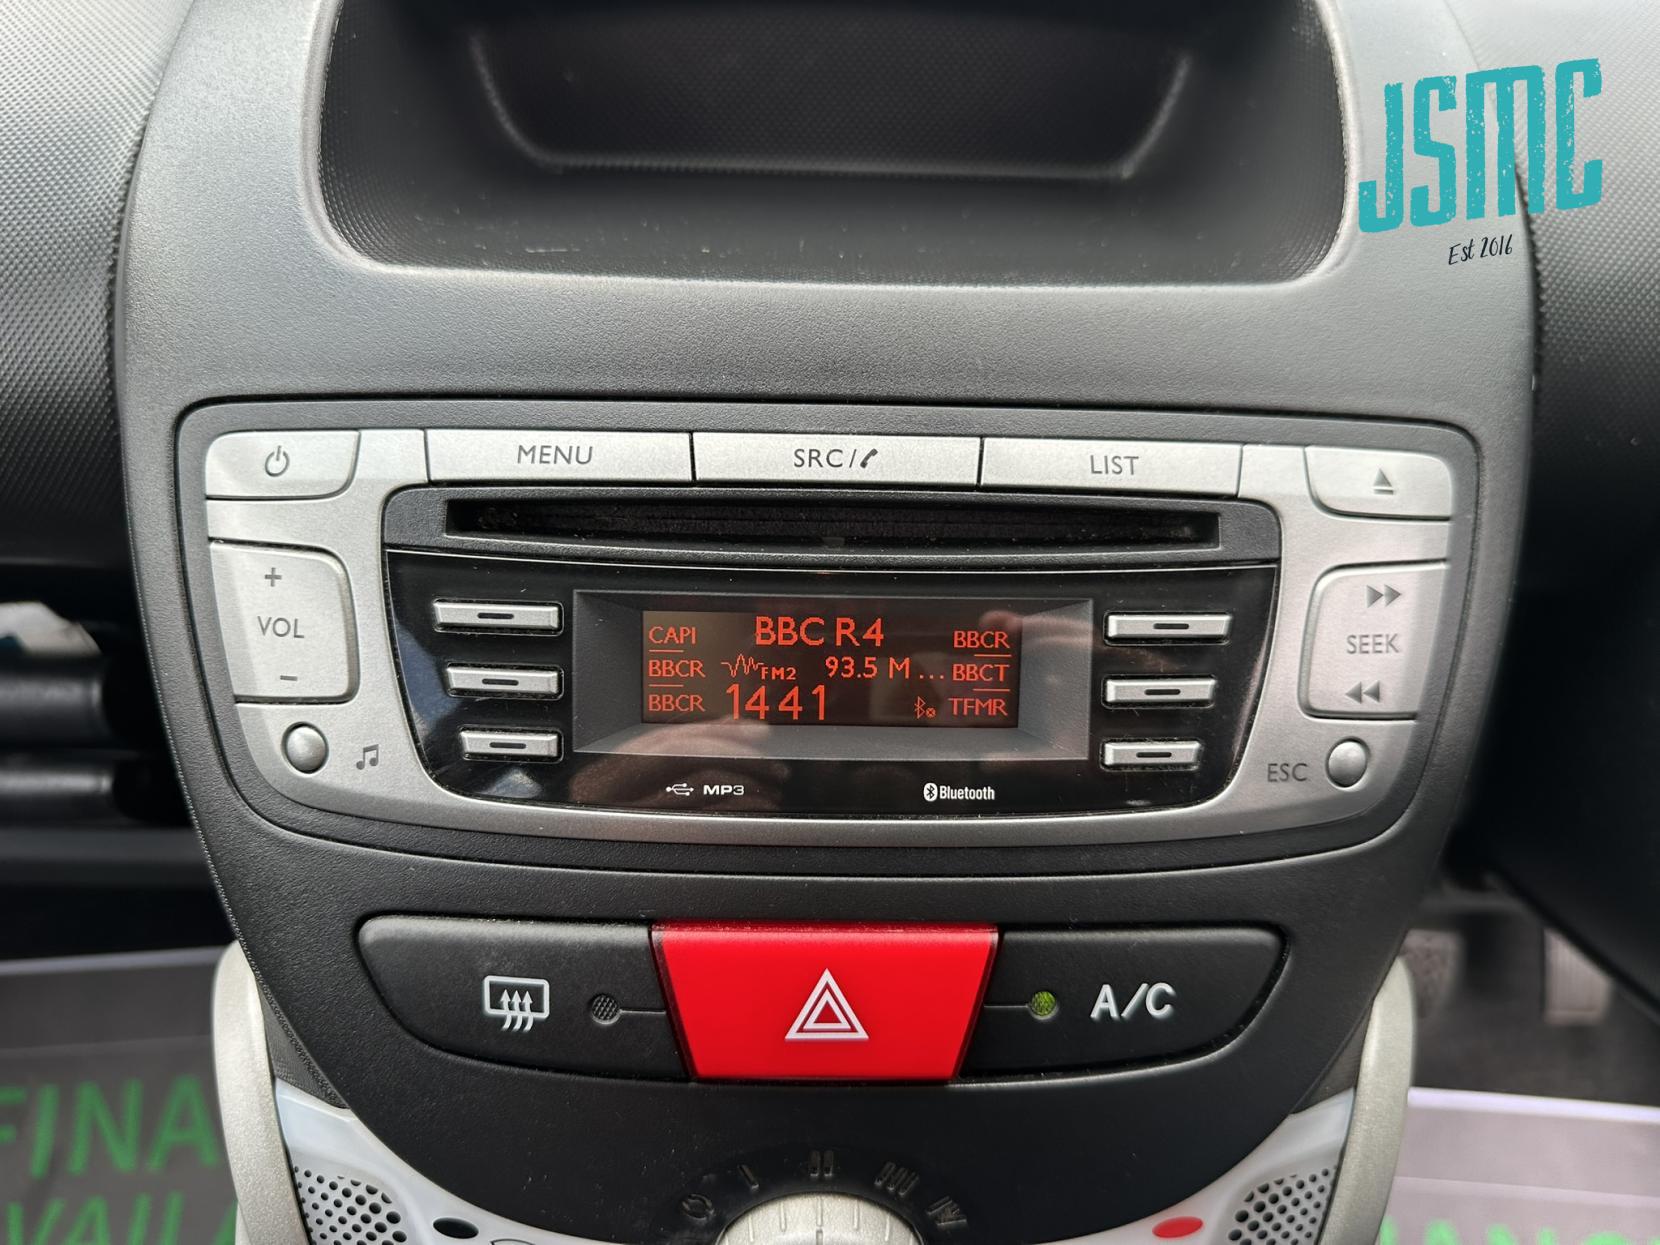 JSMC
Est 2016
MENU
SRC/
LIST
+
VOL
-
SEEK
ESC
CAPI BBC R4 BBCR
BBCR FM2 93.5 M... BBCT
BBCR 1441 TFMR
MP3
Bluetooth
A/C